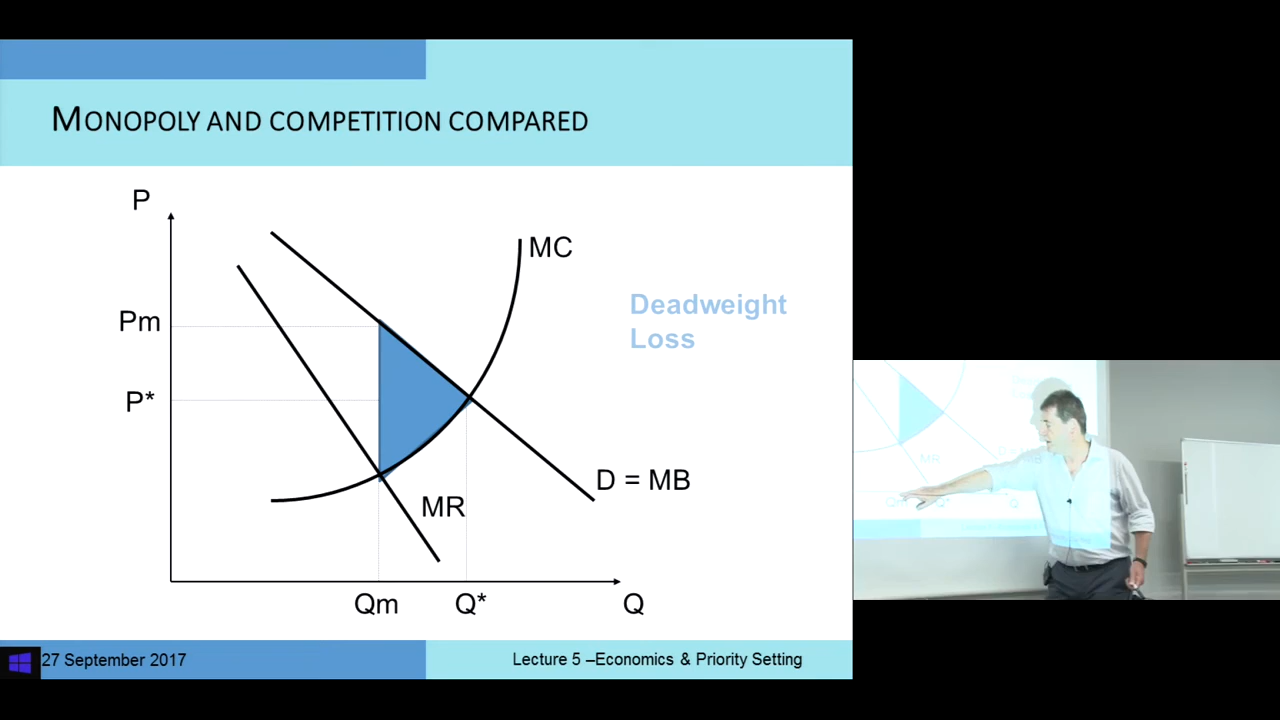 MONOPOLY AND COMPETITION COMPARED
P
MC
Deadweight
Loss
Pm
P*
D = MB
MR
Qm
Q*
Q
27 September 2017
Lecture 5 –Economics & Priority Setting
MR